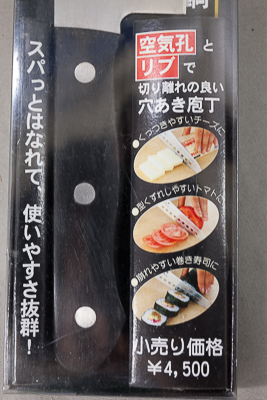 スパっとはなれて、使いやすさ抜群!
空気孔と
リブで
切り離れの良い
穴あき庖丁
●くっつきやすいチーズに
●型くずれしやすいトマトに
●崩れやすい巻き寿司に
小売り価格
¥4,500